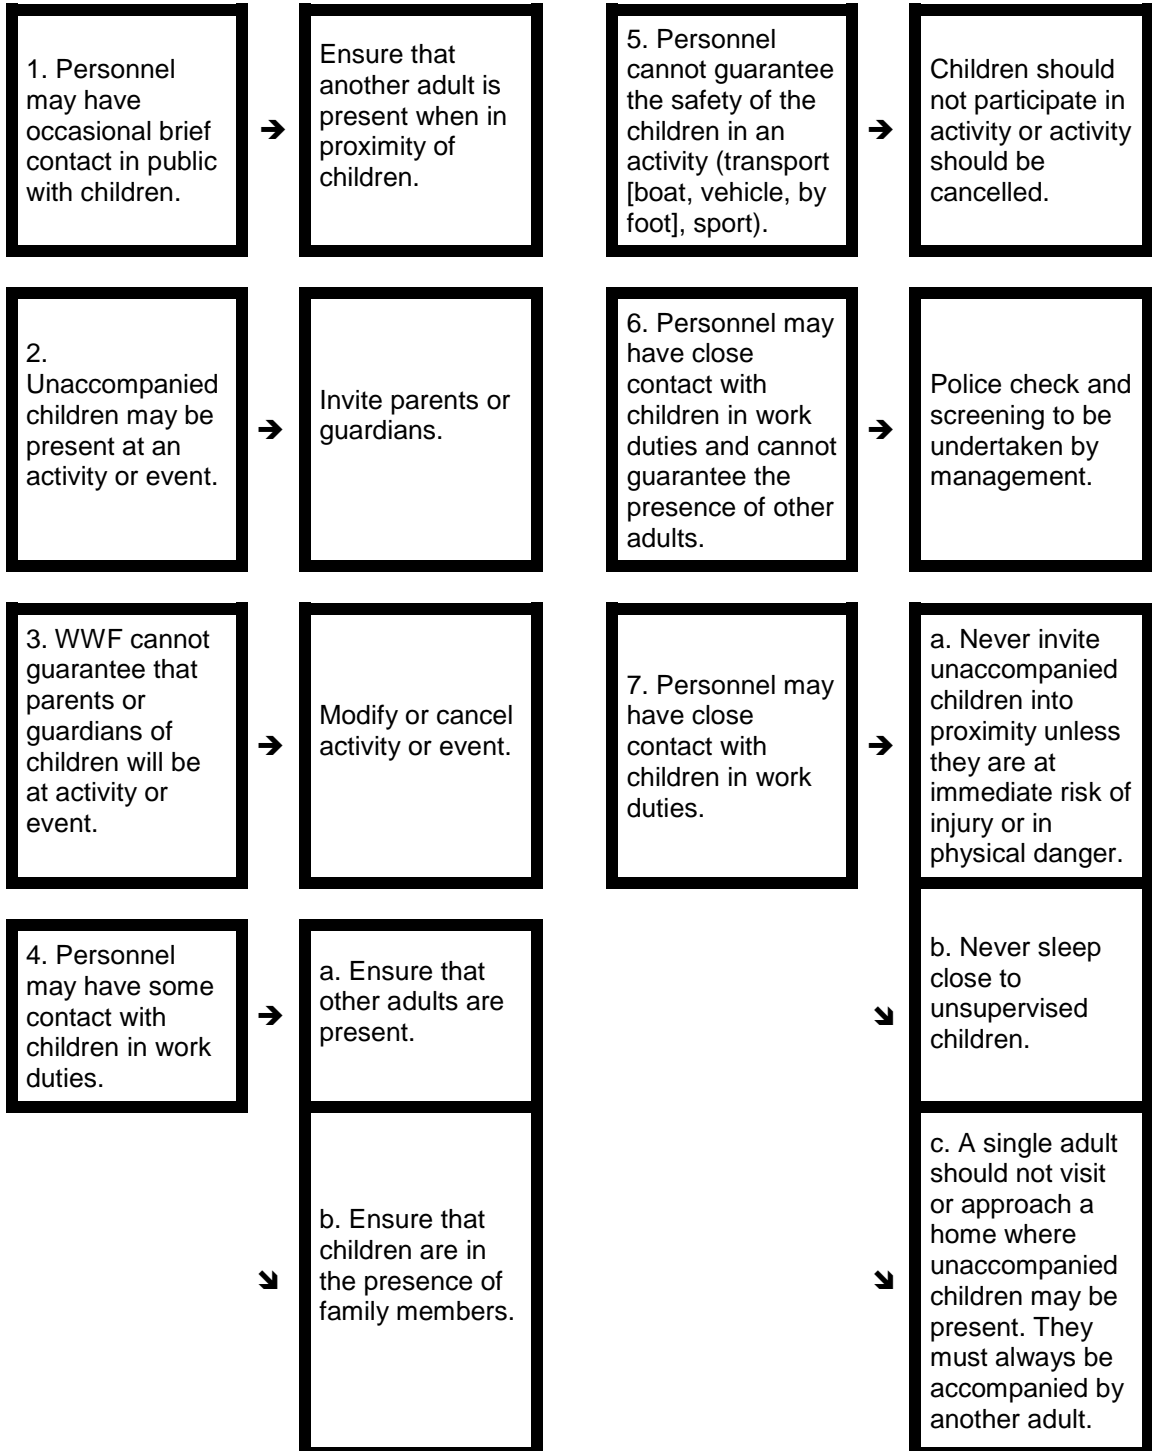 1. Personnel
may have
occasional brief
contact in public
with children.
➔
Ensure that
another adult is
present when in
proximity of
children.
2.
Unaccompanied
children may be
present at an
activity or event.
➔
Invite parents or
guardians.
3. WWF cannot
guarantee that
parents or
guardians of
children will be
at activity or
event.
➔
Modify or cancel
activity or event.
4. Personnel
may have some
contact with
children in work
duties.
➔
a. Ensure that
other adults are
present.
➘
b. Ensure that
children are in
the presence of
family members.
5. Personnel
cannot guarantee
the safety of the
children in an
activity (transport
[boat, vehicle, by
foot], sport).
➔
Children should
not participate in
activity or activity
should be
cancelled.
6. Personnel may
have close
contact with
children in work
duties and cannot
guarantee the
presence of other
adults.
➔
Police check and
screening to be
undertaken by
management.
7. Personnel may
have close
contact with
children in work
duties.
➔
a. Never invite
unaccompanied
children into
proximity unless
they are at
immediate risk of
injury or in
physical danger.
➘
b. Never sleep
close to
unsupervised
children.
➘
c. A single adult
should not visit
or approach a
home where
unaccompanied
children may be
present. They
must always be
accompanied by
another adult.